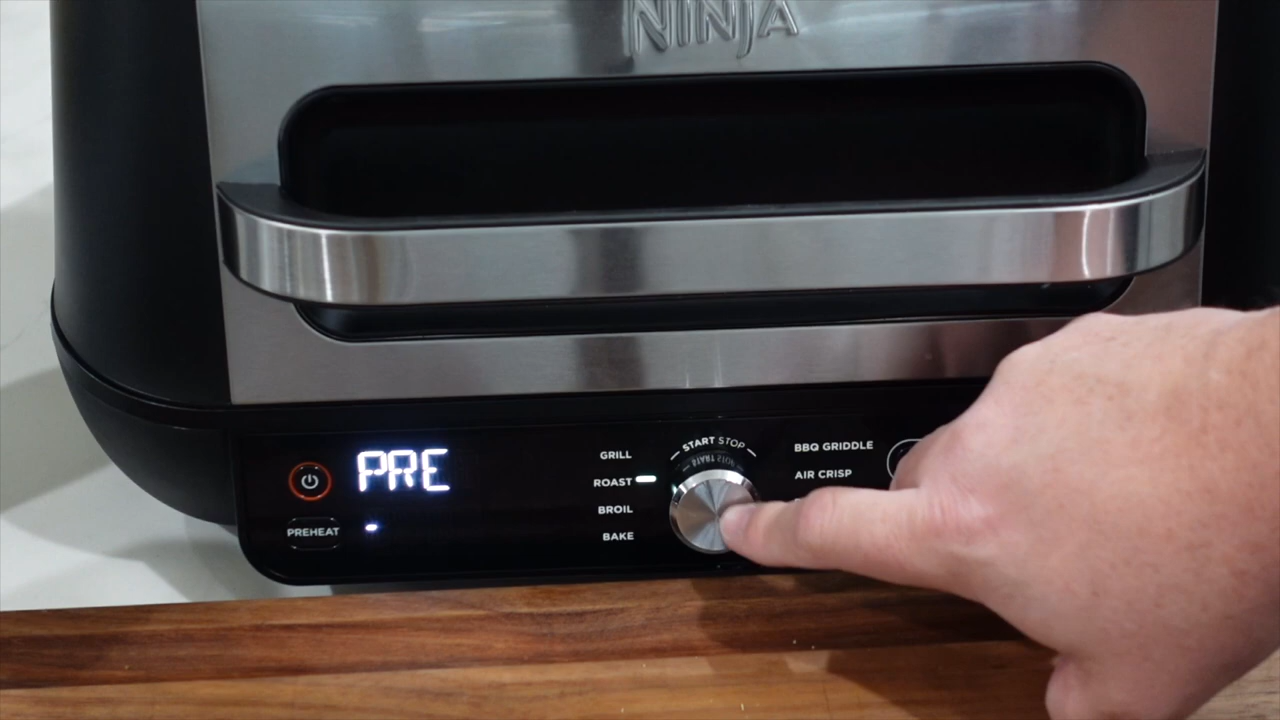 NINJA
PRE
PREHEAT
GRILL
ROAST
BROIL
BAKE
START STOP
BBQ GRIDDLE
AIR CRISP